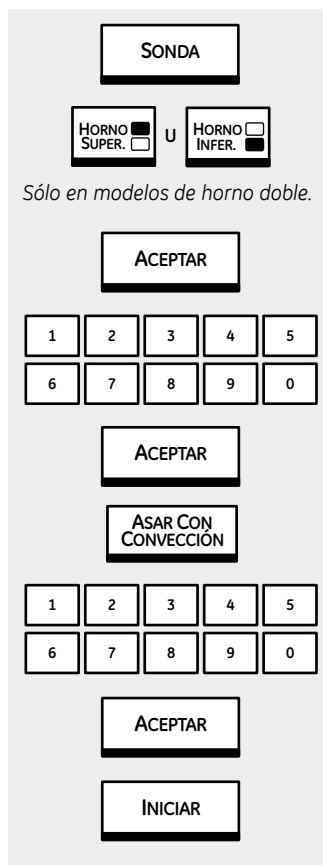 SONDA
HORNO SUPER. U HORNO INFER.
Sólo en modelos de horno doble.
ACEPTAR
1 2 3 4 5
6 7 8 9 0
ACEPTAR
ASAR CON
CONVECCIÓN
1 2 3 4 5
6 7 8 9 0
ACEPTAR
INICIAR